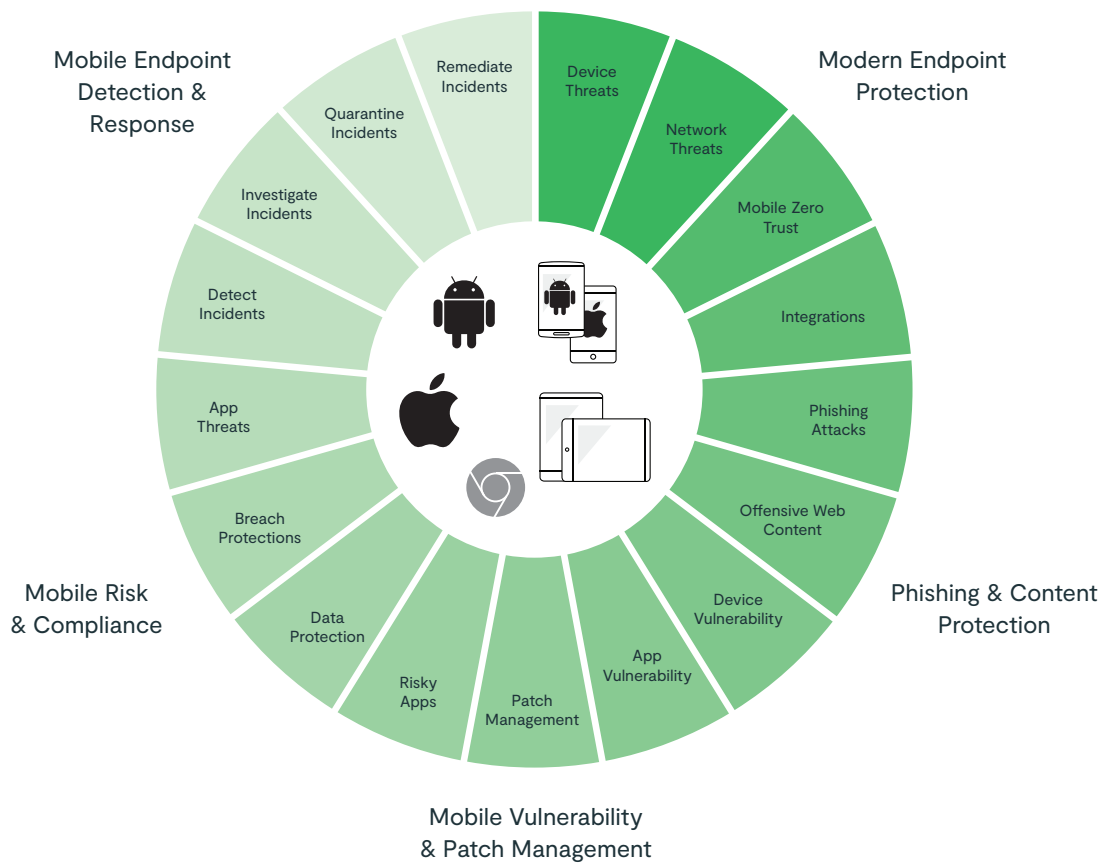 Mobile Endpoint
Detection &
Response
Modern Endpoint
Protection
Remediate
Incidents
Device
Threats
Quarantine
Incidents
Network
Threats
Investigate
Incidents
Mobile Zero
Trust
Detect
Incidents
Integrations
App
Threats
Phishing
Attacks
Breach
Protections
Offensive Web
Content
Mobile Risk
& Compliance
Phishing & Content
Protection
Data
Protection
Device
Vulnerability
Risky
Apps
App
Vulnerability
Patch
Management
Mobile Vulnerability
& Patch Management